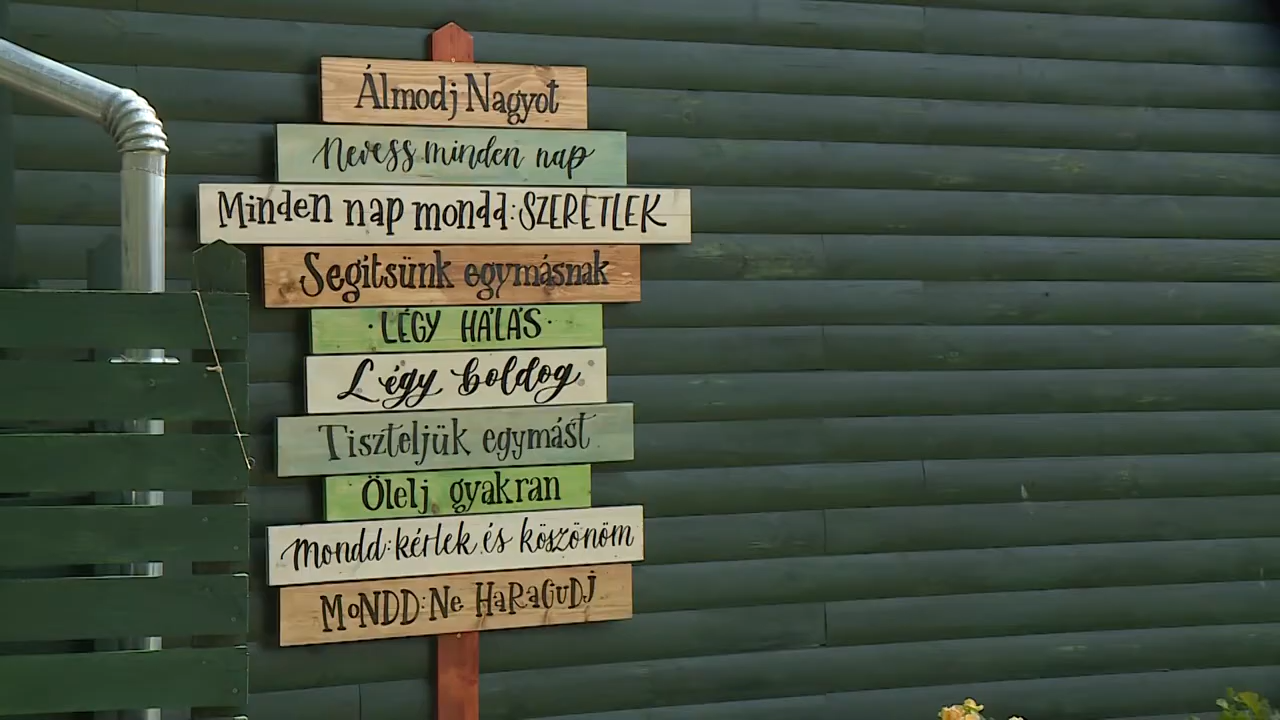 Álmodj Nagyot
Nevess minden nap
Minden nap mondd: SZERETLEK
Segítsünk egymásnak
· LÉGY HÁLÁS ·
Légy boldog
Tiszteljük egymást
Ölelj gyakran
Mondd: kérlek és köszönöm
MoNDD: Ne HaRaGuDJ